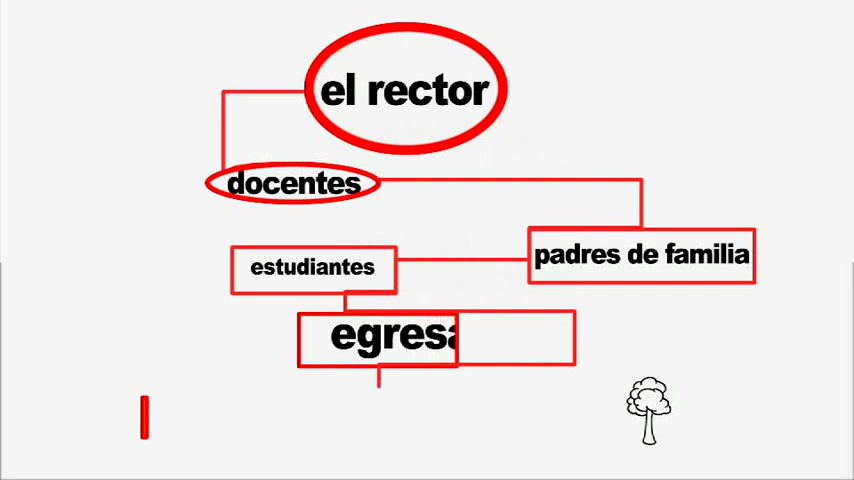 el rector
docentes
padres de familia
estudiantes
egresa